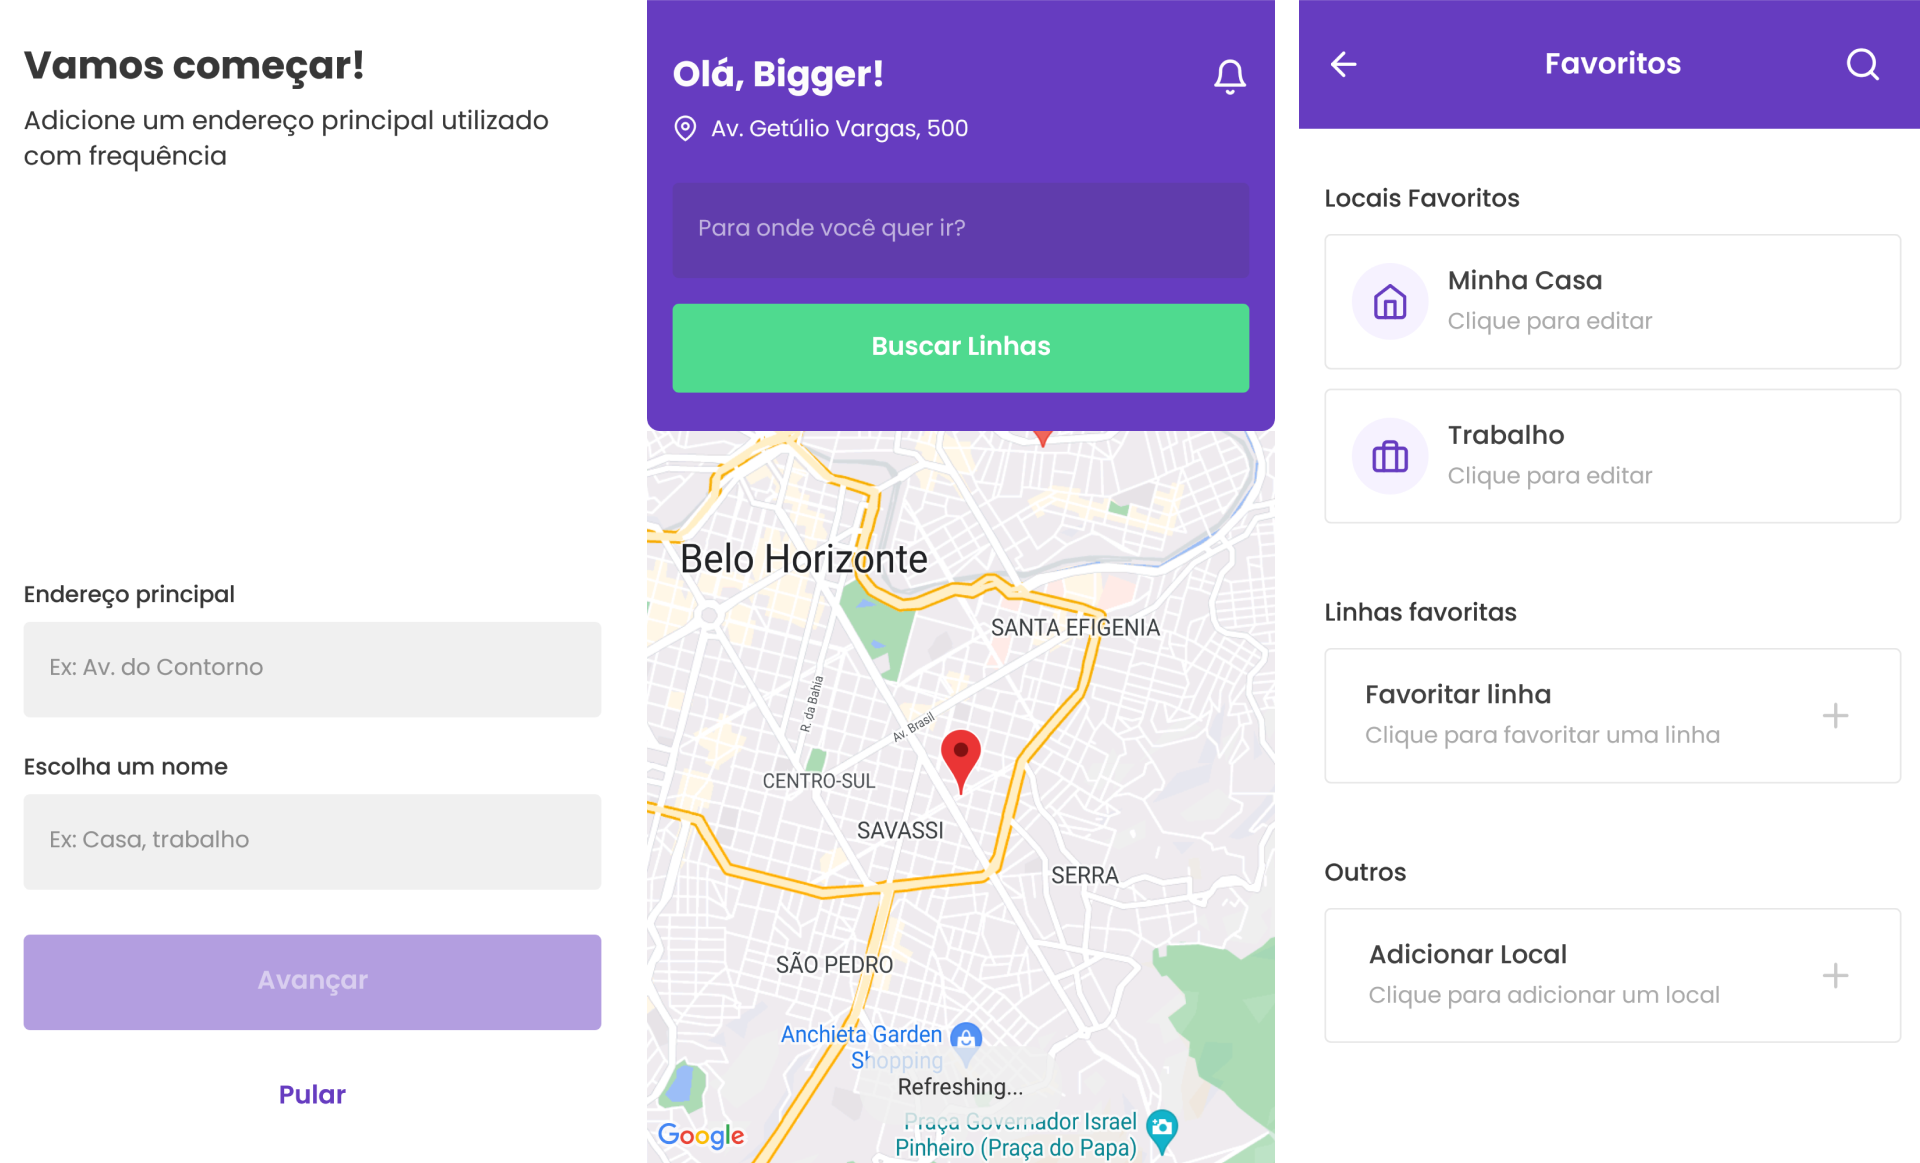 Vamos começar!
Adicione um endereço principal utilizado
com frequência
Endereço principal
Ex: Av. do Contorno
Escolha um nome
Ex: Casa, trabalho
Avançar
Pular
Olá, Bigger!
Av. Getúlio Vargas, 500
Para onde você quer ir?
Buscar Linhas
Belo Horizonte
SANTA EFIGENIA
R. da Bahia
Av. Brasil
CENTRO-SUL
SAVASSI
SERRA
SÃO PEDRO
Anchieta Garden
Shopping
Refreshing...
Praça Governador Israel
Pinheiro (Praça do Papa)
Google
Favoritos
Locais Favoritos
Minha Casa
Clique para editar
Trabalho
Clique para editar
Linhas favoritas
Favoritar linha
Clique para favoritar uma linha
Outros
Adicionar Local
Clique para adicionar um local